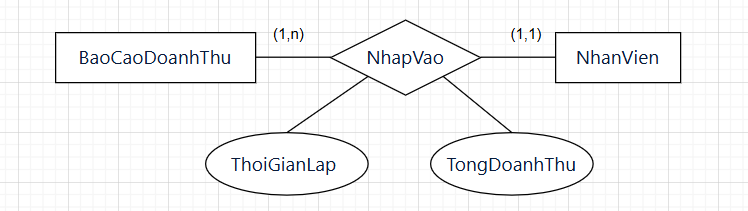 (1,n)
(1,1)
BaoCaoDoanhThu
NhapVao
NhanVien
ThoiGianLap
TongDoanhThu